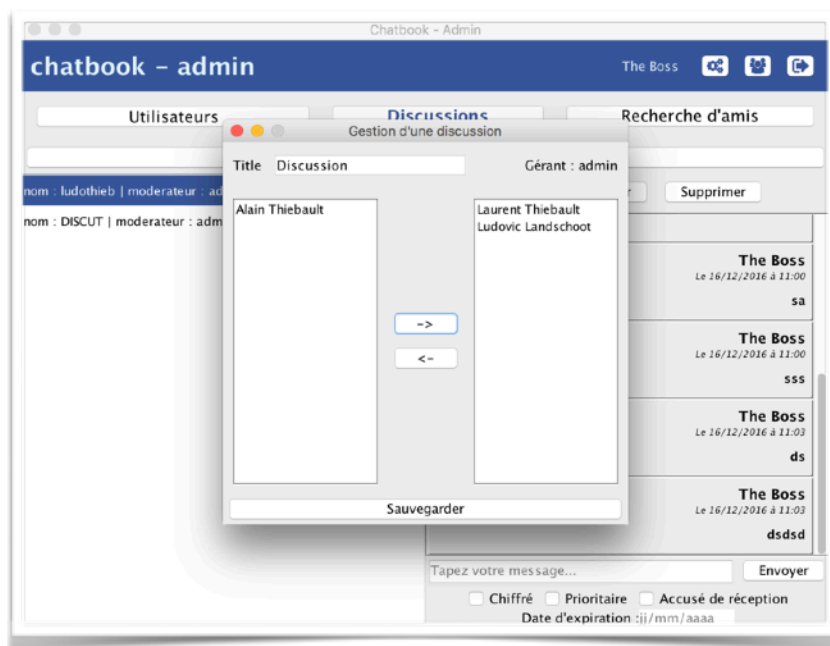 Chatbook - Admin
chatbook - admin
The Boss
Utilisateurs
Discussions
Recherche d'amis
Gestion d'une discussion
Title Discussion Gérant : admin
nom : ludothieb | moderateur : ad
Supprimer
nom : DISCUT | moderateur : adm
Alain Thiebault
Laurent Thiebault
Ludovic Landschoot
->
<-
Sauvegarder
The Boss
Le 16/12/2016 à 11:00
sa
The Boss
Le 16/12/2016 à 11:00
sss
The Boss
Le 16/12/2016 à 11:03
ds
The Boss
Le 16/12/2016 à 11:03
dsdsd
Tapez votre message... Envoyer
Chiffré Prioritaire Accusé de réception
Date d'expiration :jj/mm/aaaa